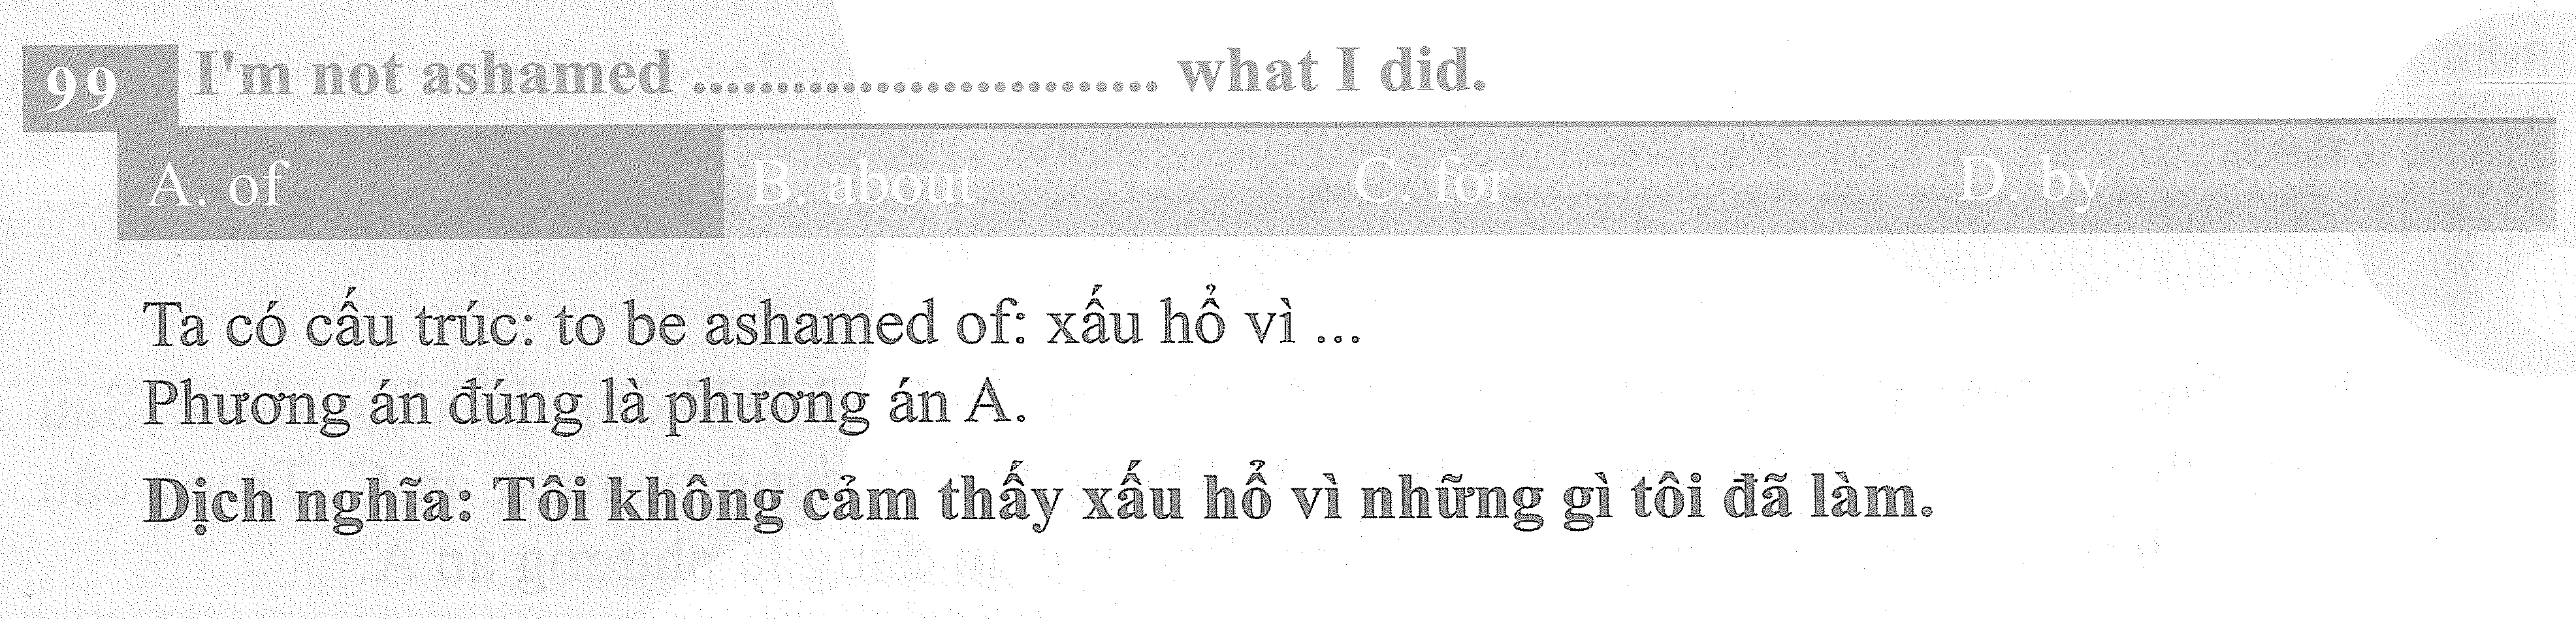 99 I'm not ashamed ............................. what I did.
A. of B. about C. for D. by
Ta có cấu trúc: to be ashamed of: xấu hổ vì ...
Phương án đúng là phương án A.
Dịch nghĩa: Tôi không cảm thấy xấu hổ vì những gì tôi đã làm.